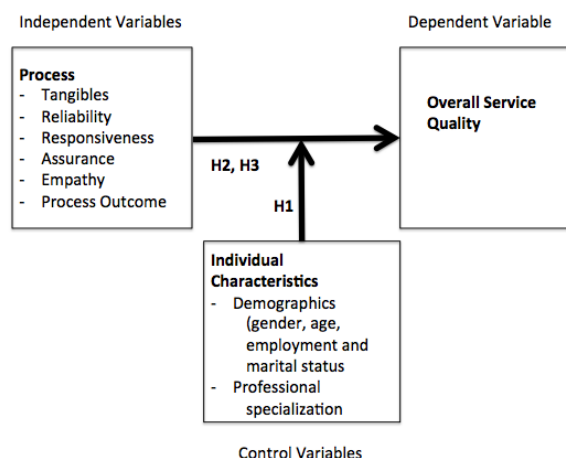 Independent Variables
Dependent Variable
Process
- Tangibles
- Reliability
- Responsiveness
- Assurance
- Empathy
- Process Outcome
Overall Service
Quality
H2, H3
H1
Individual
Characteristics
- Demographics
(gender, age,
employment and
marital status
- Professional
specialization
Control Variables